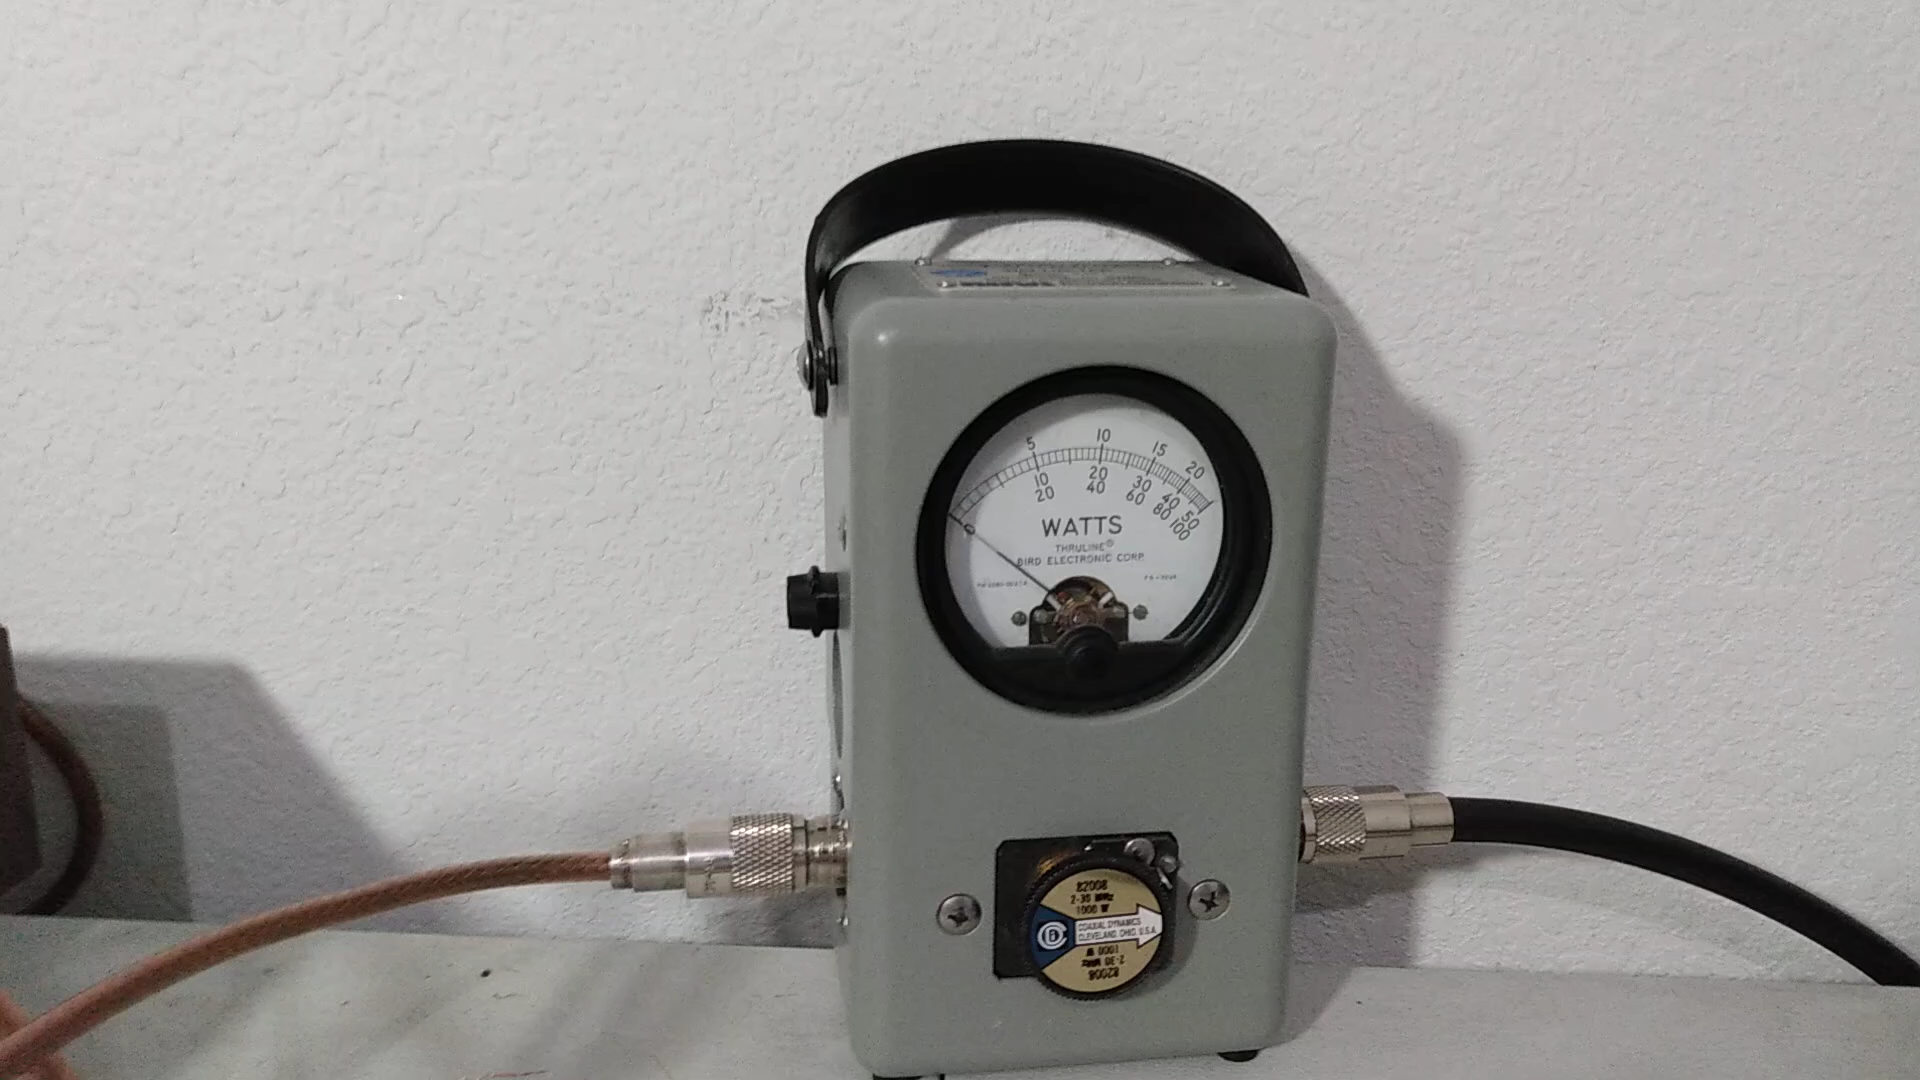 5 10 15 20
10 20 30 40 50
0 20 40 60 80 100
WATTS
THRULINE®
BIRD ELECTRONIC CORP.
82008
2-30 MHz
1000 W
COAXIAL DYNAMICS
CLEVELAND, OHIO, U.S.A.
1000 W
2-30 MHz
82008